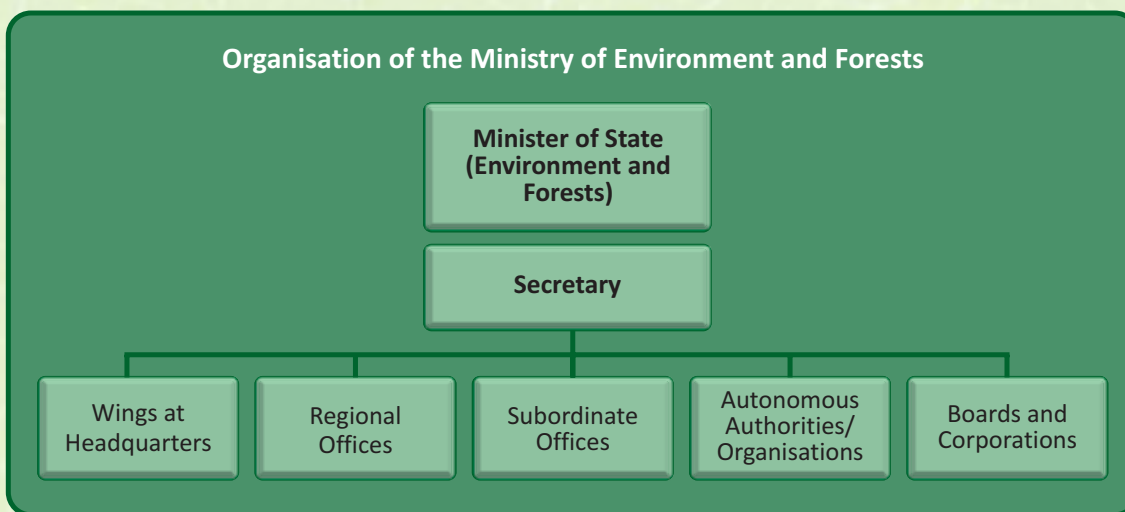 Organisation of the Ministry of Environment and Forests
Minister of State
(Environment and
Forests)
Secretary
Wings at
Headquarters
Regional
Offices
Subordinate
Offices
Autonomous
Authorities/
Organisations
Boards and
Corporations